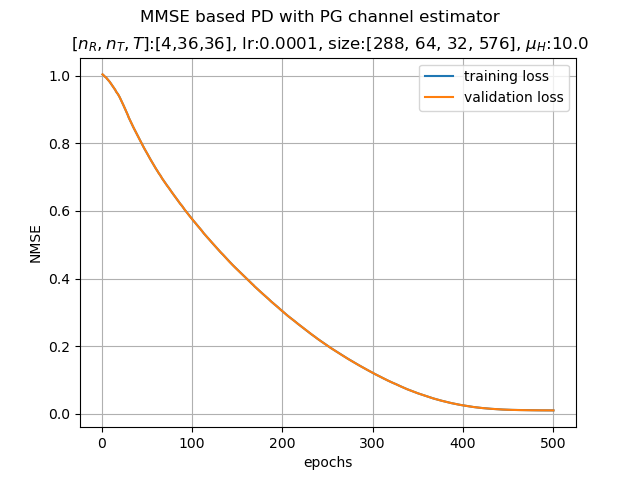 MMSE based PD with PG channel estimator
[n_R, n_T, T]:[4,36,36], lr:0.0001, size:[288, 64, 32, 576], μ_H:10.0
training loss
validation loss
1.0
0.8
0.6
0.4
0.2
0.0
NMSE
0 100 200 300 400 500
epochs